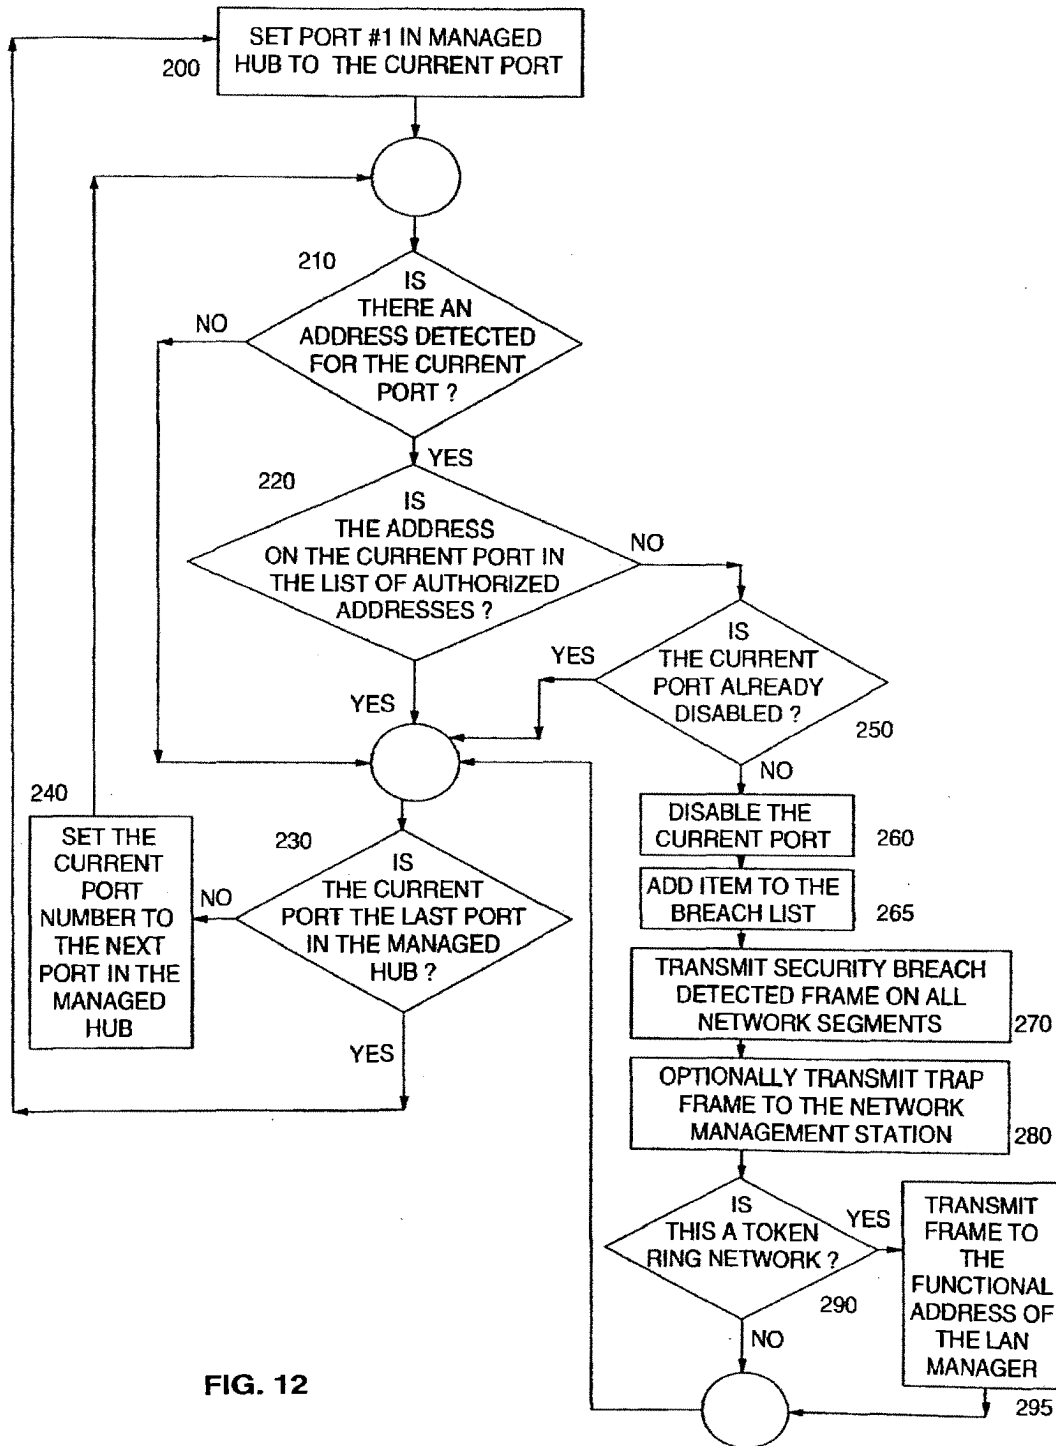 SET PORT #1 IN MANAGED
HUB TO THE CURRENT PORT
200
210
IS
THERE AN
ADDRESS DETECTED
FOR THE CURRENT
PORT ?
NO
YES
220
IS
THE ADDRESS
ON THE CURRENT PORT IN
THE LIST OF AUTHORIZED
ADDRESSES ?
NO
YES
IS
THE CURRENT
PORT ALREADY
DISABLED ?
YES
250
NO
240
SET THE
CURRENT
PORT
NUMBER TO
THE NEXT
PORT IN THE
MANAGED
HUB
230
IS
THE CURRENT
PORT THE LAST PORT
IN THE MANAGED
HUB ?
NO
YES
DISABLE THE
CURRENT PORT
260
ADD ITEM TO THE
BREACH LIST
265
TRANSMIT SECURITY BREACH
DETECTED FRAME ON ALL
NETWORK SEGMENTS
270
OPTIONALLY TRANSMIT TRAP
FRAME TO THE NETWORK
MANAGEMENT STATION
280
IS
THIS A TOKEN
RING NETWORK ?
YES
290
NO
TRANSMIT
FRAME TO
THE
FUNCTIONAL
ADDRESS OF
THE LAN
MANAGER
295
FIG. 12